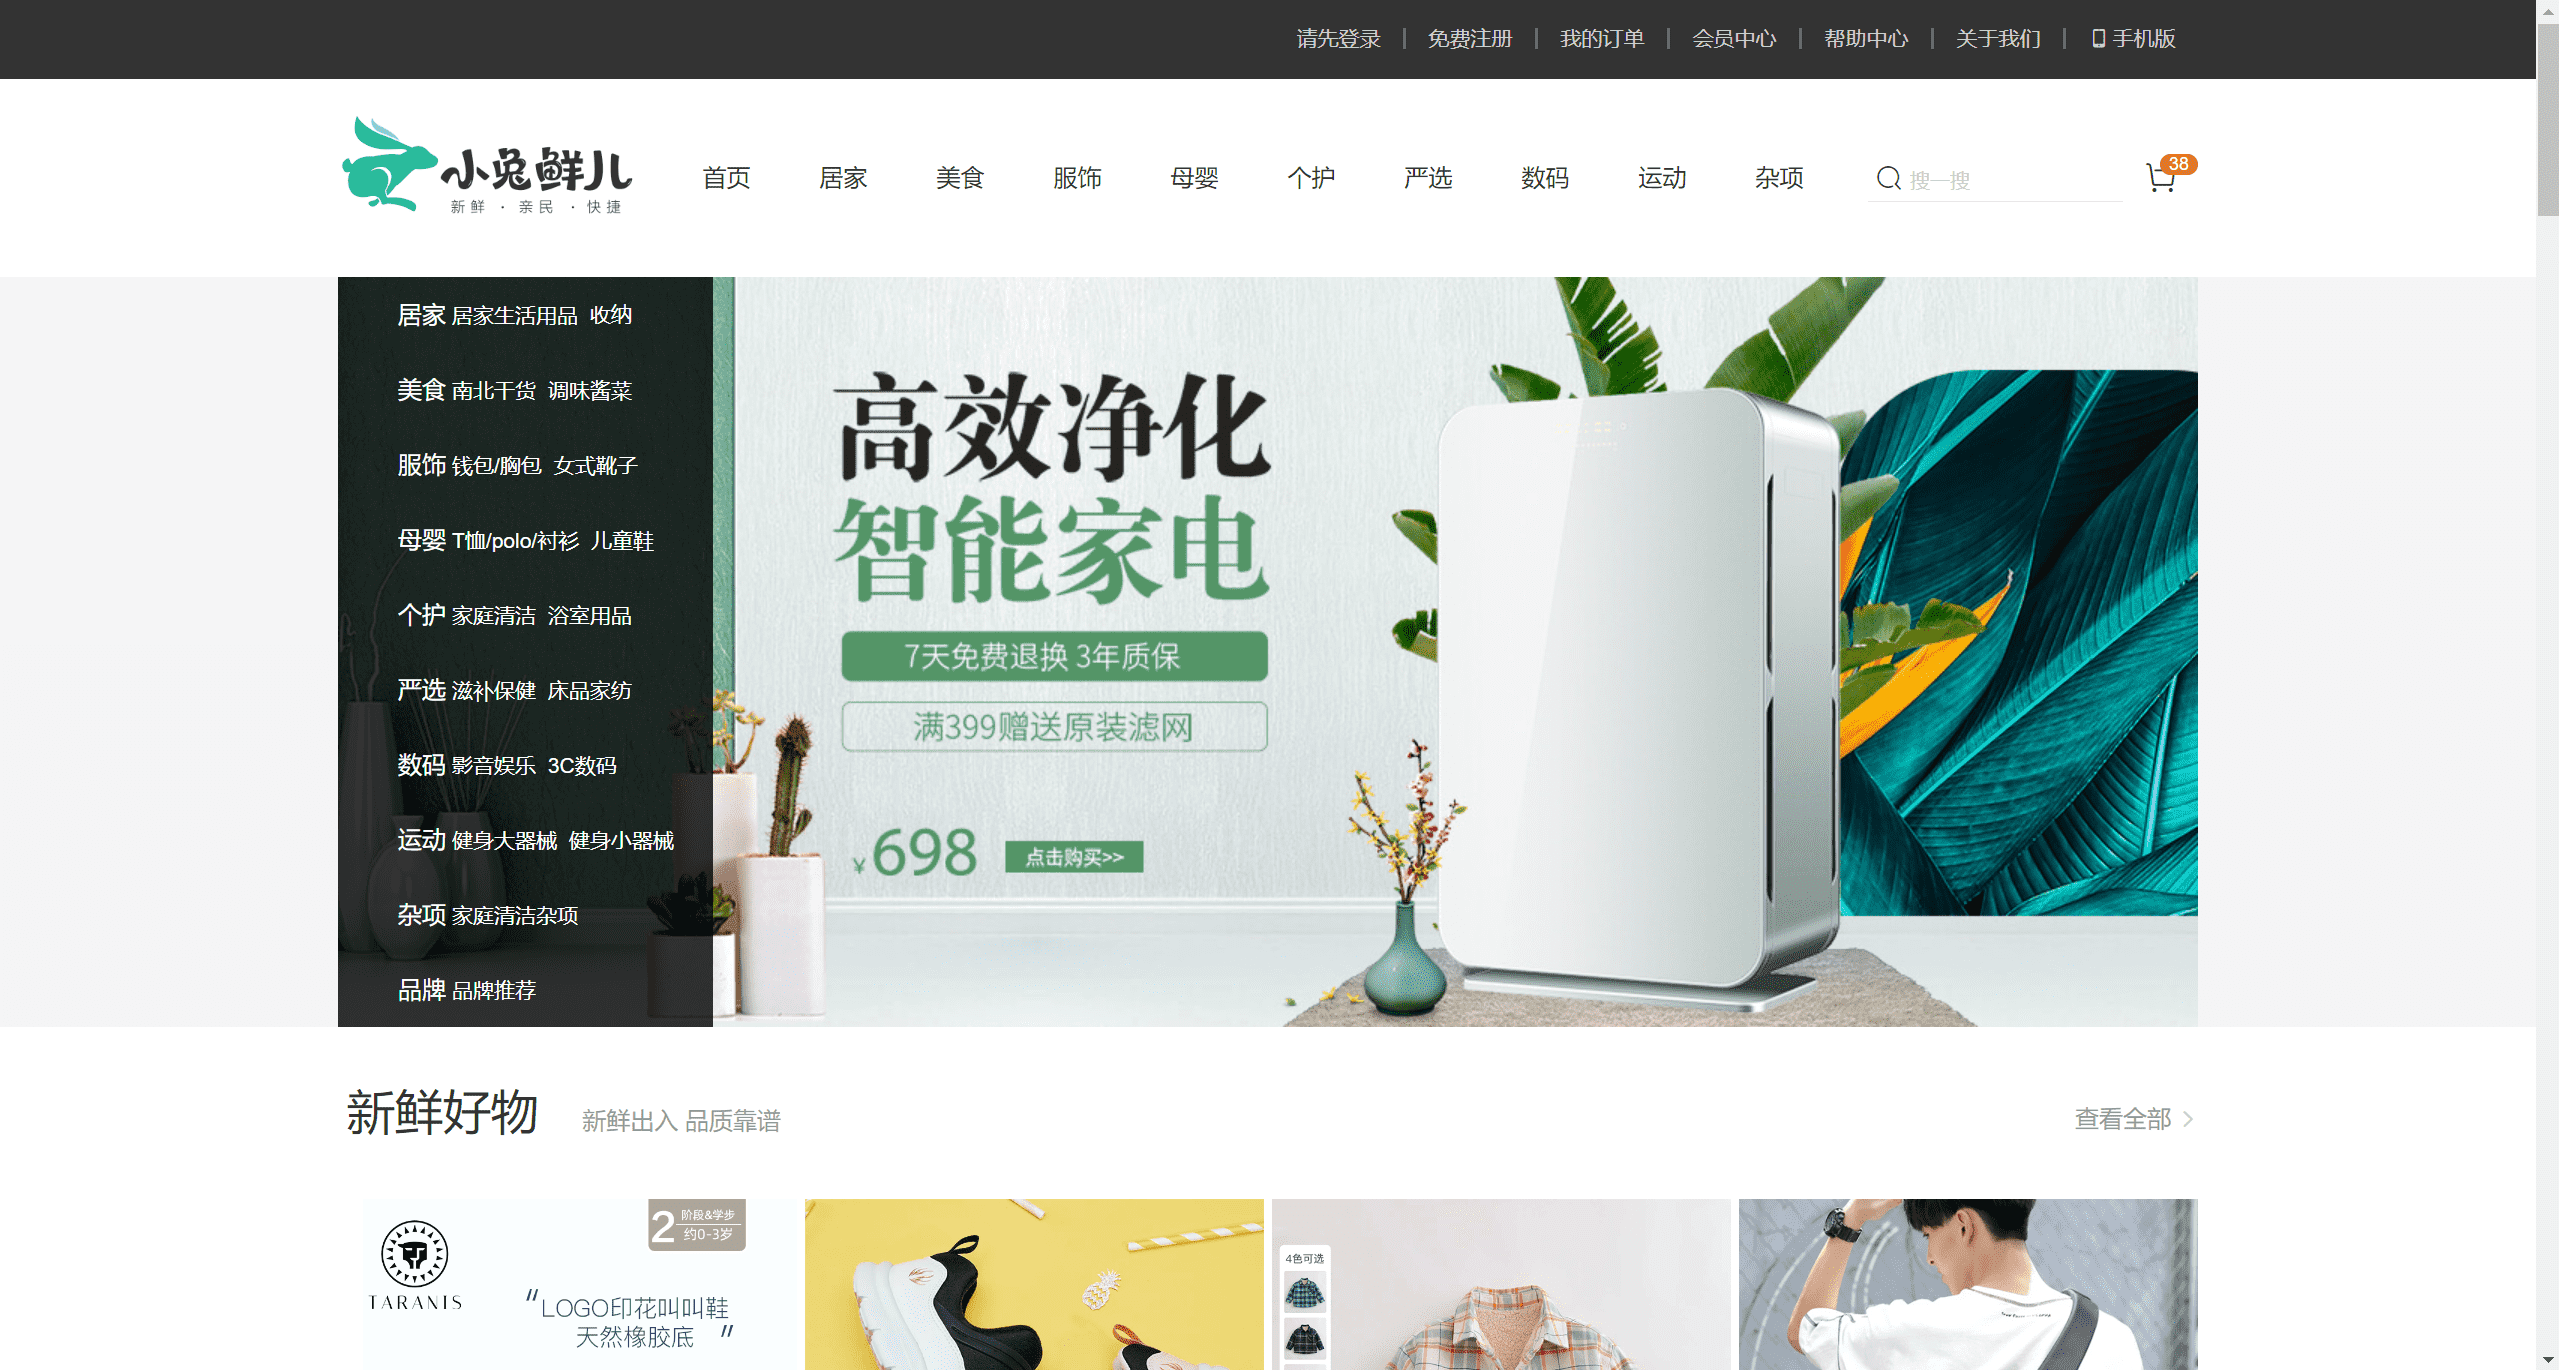 请先登录 免费注册 我的订单 会员中心 帮助中心 关于我们 手机版
小兔鲜儿
新鲜·亲民·快捷
首页 居家 美食 服饰 母婴 个护 严选 数码 运动 杂项 搜一搜 38
居家 居家生活用品 收纳
美食 南北干货 调味酱菜
服饰 钱包/胸包 女式靴子
母婴 T恤/polo/衬衫 儿童鞋
个护 家庭清洁 浴室用品
严选 滋补保健 床品家纺
数码 影音娱乐 3C数码
运动 健身大器械 健身小器械
杂项 家庭清洁杂项
品牌 品牌推荐
高效净化
智能家电
7天免费退换 3年质保
满399赠送原装滤网
¥698 点击购买>>
新鲜好物 新鲜出入 品质靠谱 查看全部
TARANIS
2 阶段&学步
约0-3岁
“LOGO印花叫叫鞋
天然橡胶底”
4色可选